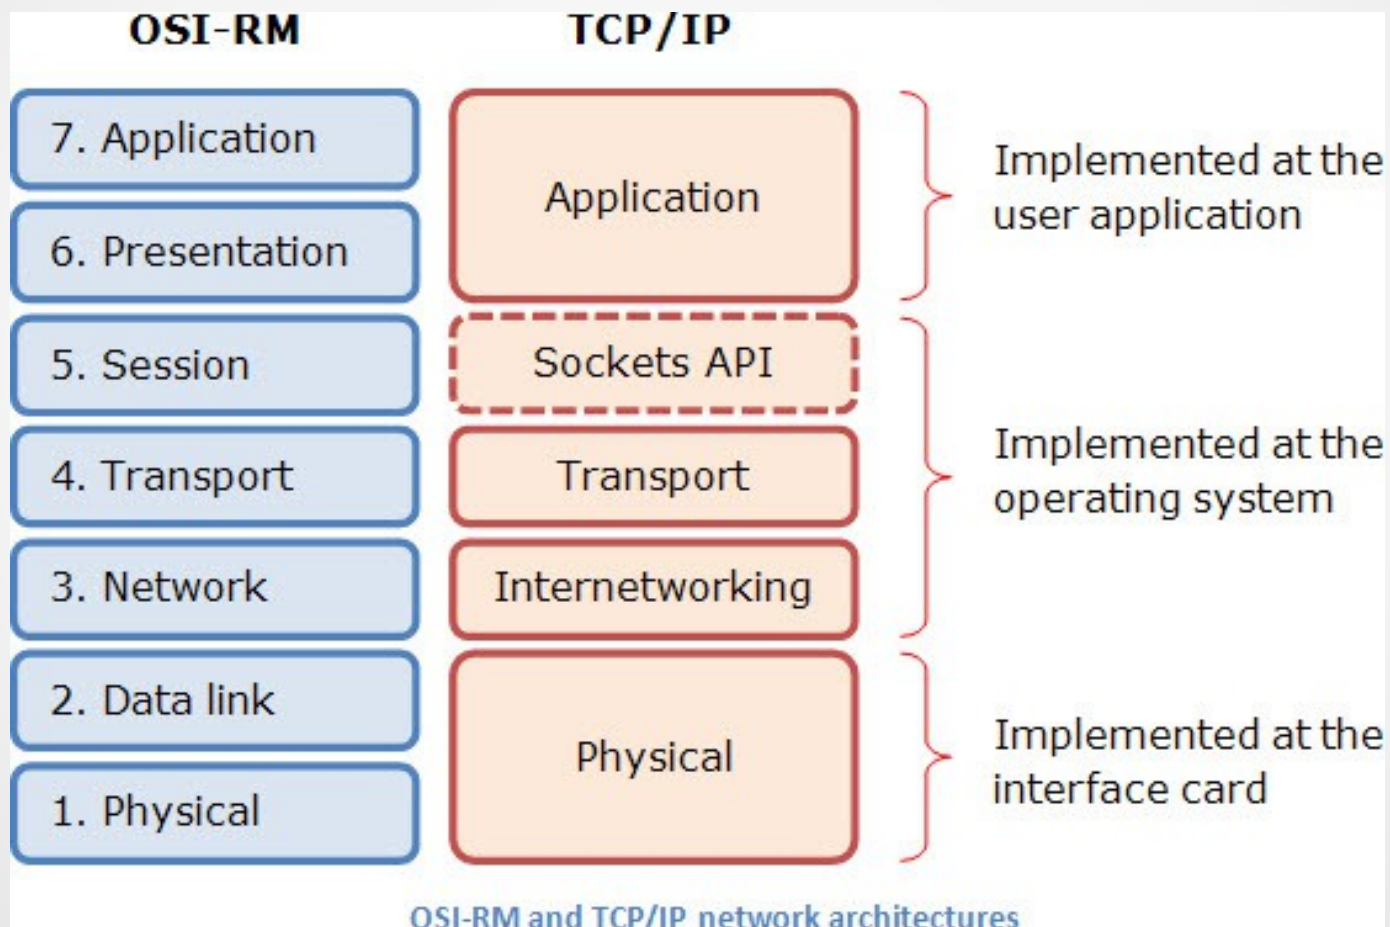 OSI-RM
TCP/IP
7. Application
6. Presentation
5. Session
4. Transport
3. Network
2. Data link
1. Physical
Application
Sockets API
Transport
Internetworking
Physical
Implemented at the
user application
Implemented at the
operating system
Implemented at the
interface card
OSI-RM and TCP/IP network architectures